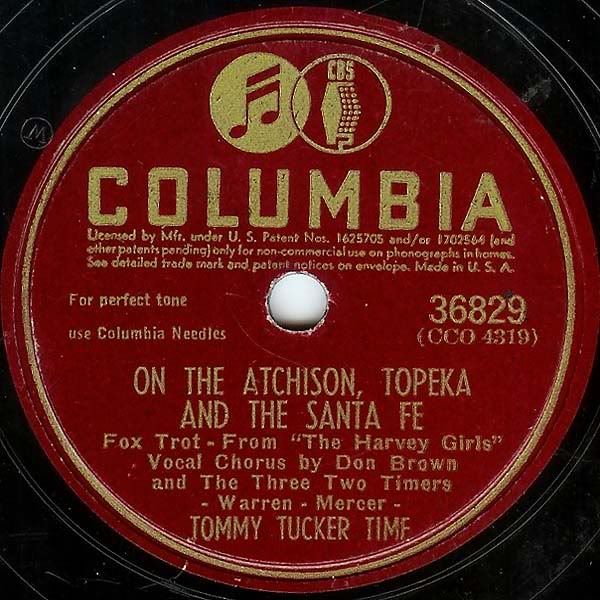 W
CBS
COLUMBIA
Licensed by Mfr. under U. S. Patent Nos. 1625705 and/or 1702564 (and
other patents pending) only for non-commercial use on phonographs in homes.
See detailed trade mark and patent notices on envelope. Made in U. S. A.
For perfect tone
use Columbia Needles
36829
(CCO 4319)
ON THE ATCHISON, TOPEKA
AND THE SANTA FE
Fox Trot - From "The Harvey Girls"
Vocal Chorus by Don Brown
and The Three Two Timers
- Warren - Mercer -
TOMMY TUCKER TIME